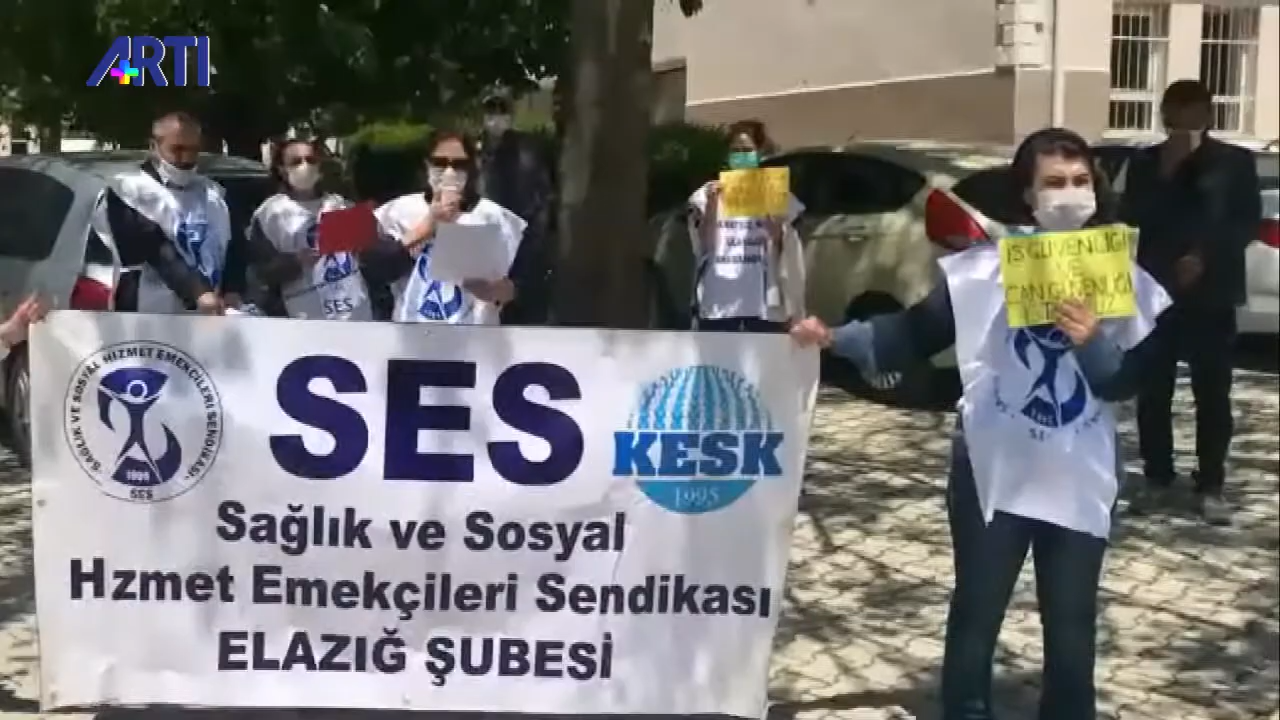 ARTI
SES
SES
SAĞLIK VE SOSYAL HİZMET EMEKÇİLERİ SENDİKASI
1996
SES
KESK
1995
Sağlık ve Sosyal
Hzmet Emekçileri Sendikası
ELAZIĞ ŞUBESİ
İŞ GÜVENLİĞİ
VE
CAN GÜVENLİĞİ